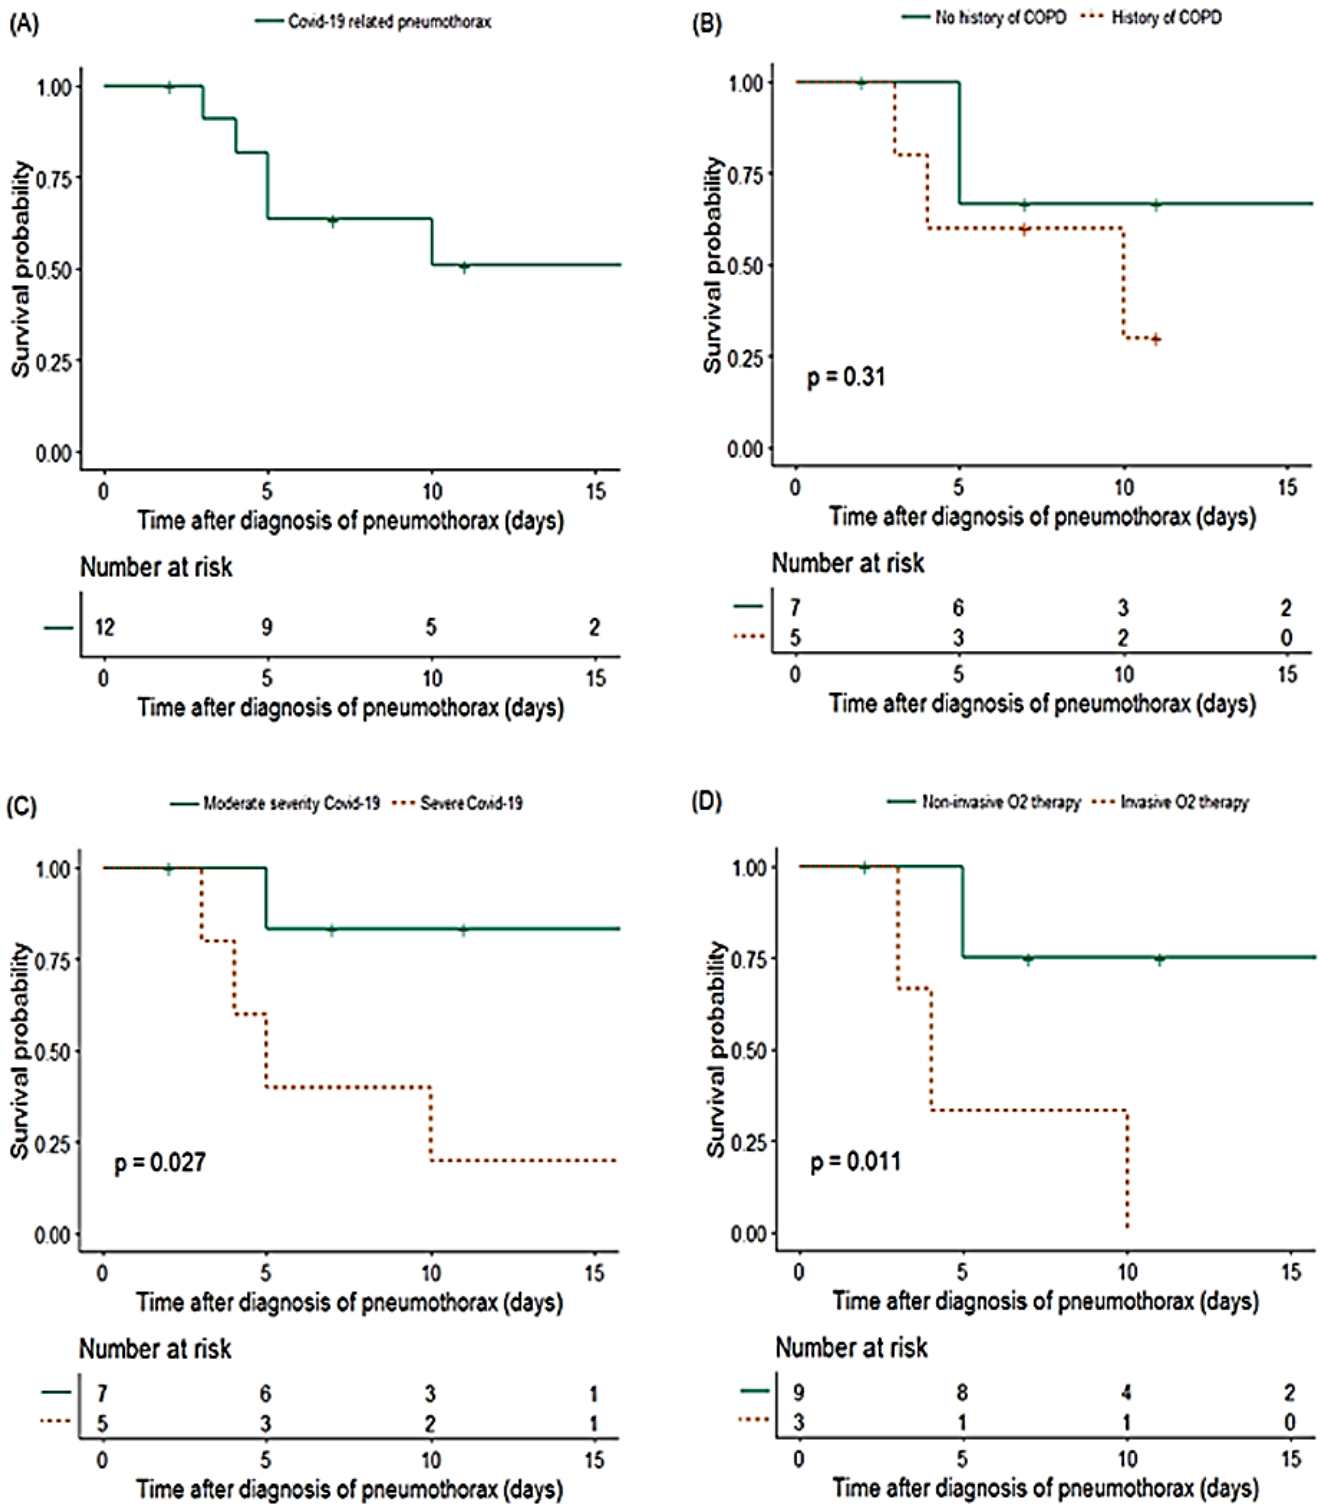 (A)
Covid-19 related pneumothorax
Survival probability
1.00
0.75
0.50
0.25
0.00
0 5 10 15
Time after diagnosis of pneumothorax (days)
Number at risk
12 9 5 2
0 5 10 15
Time after diagnosis of pneumothorax (days)
(B)
No history of COPD History of COPD
Survival probability
1.00
0.75
0.50
0.25
0.00
p = 0.31
0 5 10 15
Time after diagnosis of pneumothorax (days)
Number at risk
7 6 3 2
5 3 2 0
0 5 10 15
Time after diagnosis of pneumothorax (days)
(C)
Moderate severity Covid-19 Severe Covid-19
Survival probability
1.00
0.75
0.50
0.25
0.00
p = 0.027
0 5 10 15
Time after diagnosis of pneumothorax (days)
Number at risk
7 6 3 1
5 3 2 1
0 5 10 15
Time after diagnosis of pneumothorax (days)
(D)
Non-invasive O2 therapy Invasive O2 therapy
Survival probability
1.00
0.75
0.50
0.25
0.00
p = 0.011
0 5 10 15
Time after diagnosis of pneumothorax (days)
Number at risk
9 8 4 2
3 1 1 0
0 5 10 15
Time after diagnosis of pneumothorax (days)